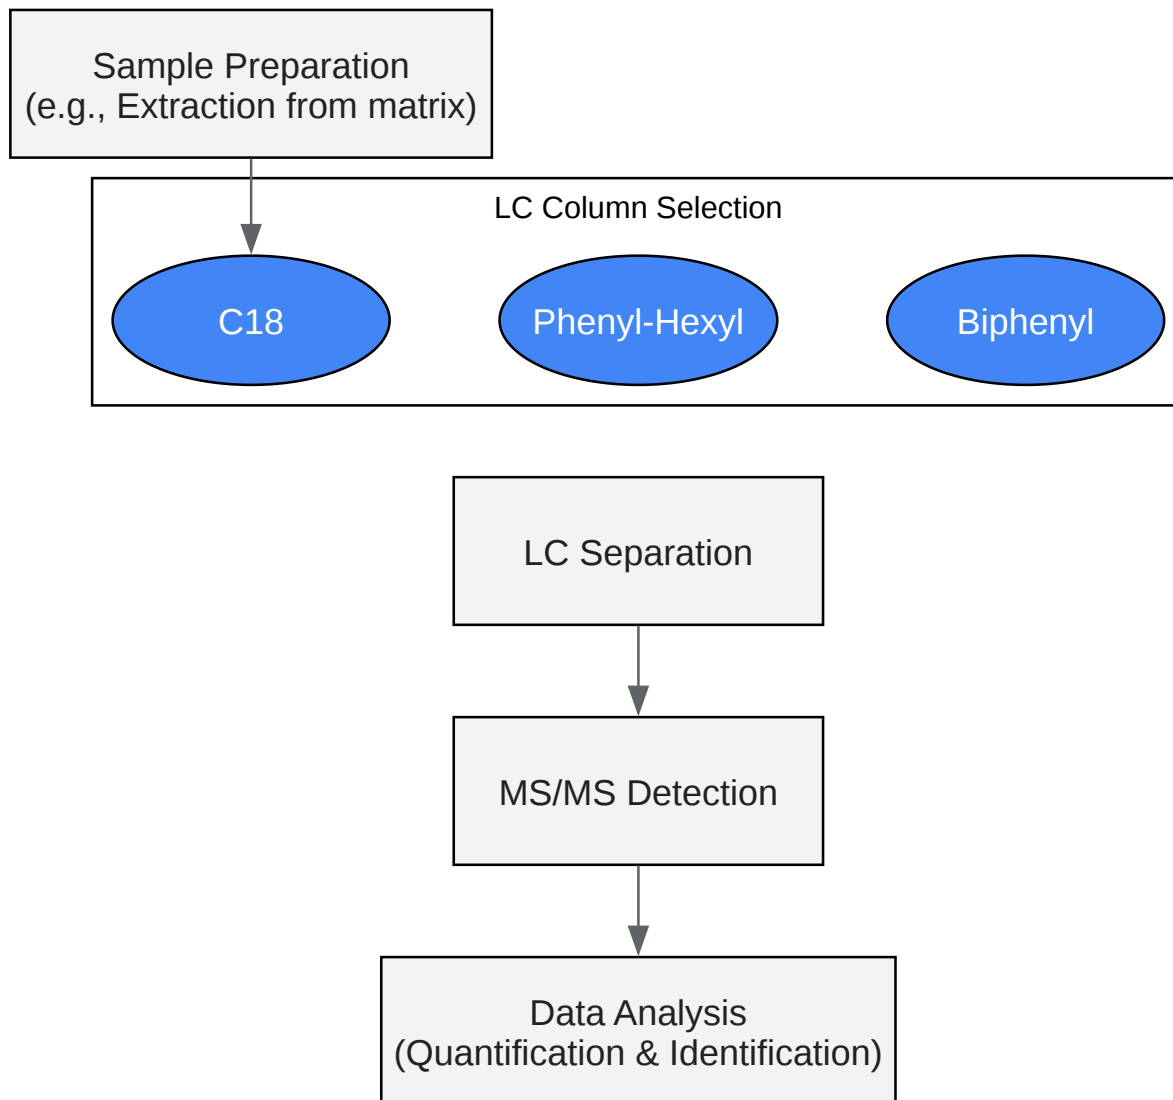 Sample Preparation
(e.g., Extraction from matrix)
LC Column Selection
C18
Phenyl-Hexyl
Biphenyl
LC Separation
MS/MS Detection
Data Analysis
(Quantification & Identification)